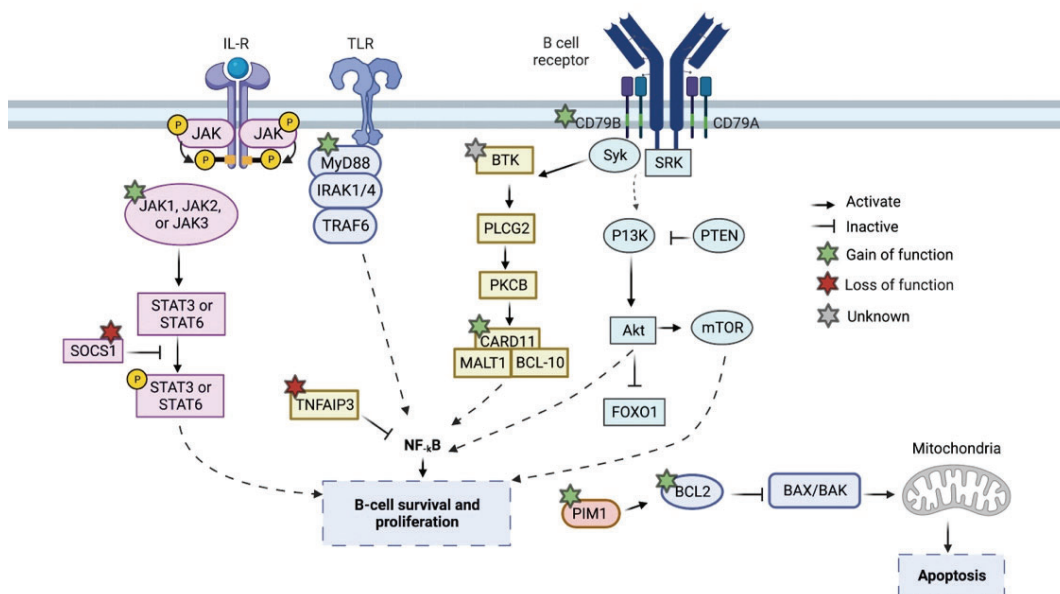 IL-R
TLR
B cell
receptor
P
P
JAK
JAK
P
P
CD79B
CD79A
MyD88
IRAK1/4
TRAF6
BTK
Syk
SRK
JAK1, JAK2,
or JAK3
PLCG2
P13K
PTEN
PKCB
STAT3 or
STAT6
SOCS1
CARD11
MALT1
BCL-10
Akt
mTOR
P
STAT3 or
STAT6
TNFAIP3
FOXO1
NF-kB
B-cell survival and
proliferation
Activate
Inactive
Gain of function
Loss of function
Unknown
PIM1
BCL2
BAX/BAK
Mitochondria
Apoptosis